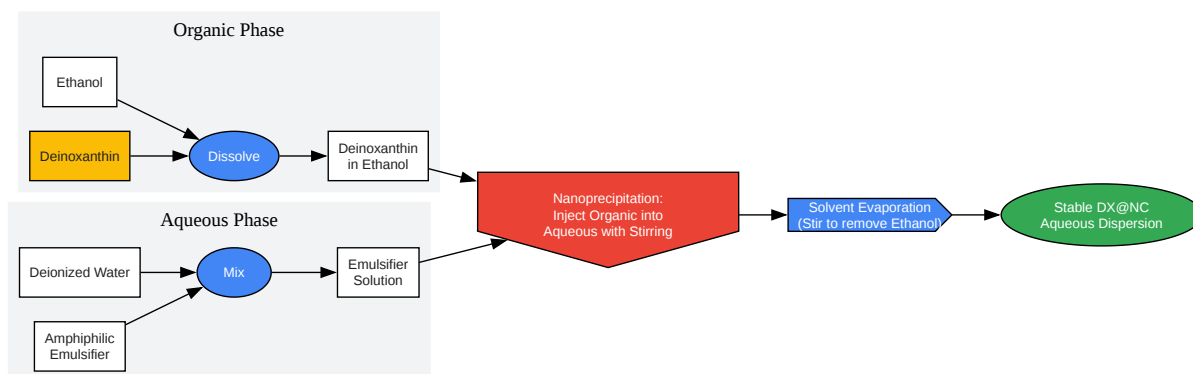 Organic Phase
Ethanol
Deinoxanthin
Dissolve
Deinoxanthin
in Ethanol
Aqueous Phase
Deionized Water
Amphiphilic
Emulsifier
Mix
Emulsifier
Solution
Nanoprecipitation:
Inject Organic into
Aqueous with Stirring
Solvent Evaporation
(Stir to remove Ethanol)
Stable DX@NC
Aqueous Dispersion